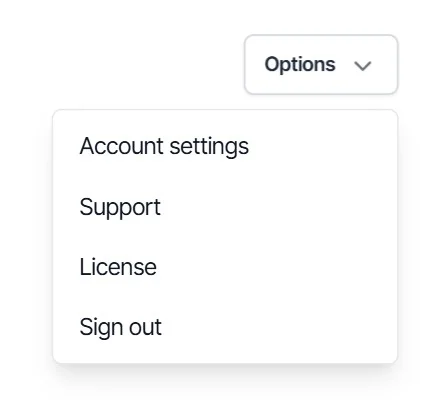 Options
Account settings
Support
License
Sign out